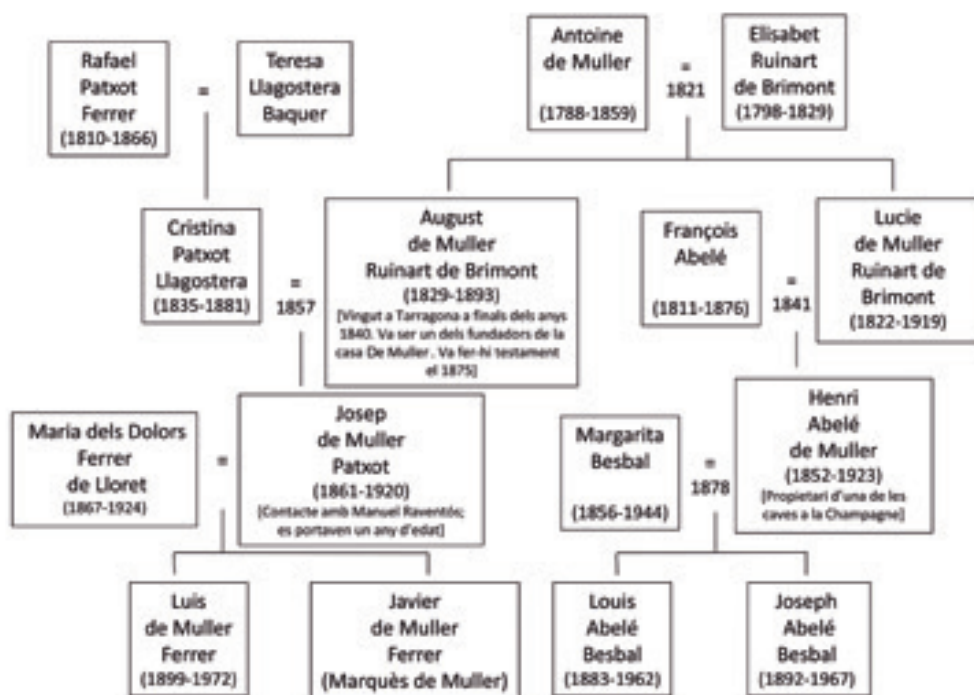 Rafael
Patxot
Ferrer
(1810-1866)
=
Teresa
Llagostera
Baquer
Antoine
de Muller
(1788-1859)
=
1821
Elisabet
Ruinart
de Brimont
(1798-1829)
Cristina
Patxot
Llagostera
(1835-1881)
=
1857
August
de Muller
Ruinart de Brimont
(1829-1893)
[Vingut a Tarragona a finals dels anys
1840. Va ser un dels fundadors de la
casa De Muller. Va fer-hi testament
el 1875]
François
Abelé
(1811-1876)
=
1841
Lucie
de Muller
Ruinart de
Brimont
(1822-1919)
Maria dels Dolors
Ferrer
de Lloret
(1867-1924)
=
Josep
de Muller
Patxot
(1861-1920)
[Contacte amb Manuel Raventós;
es portaven un any d'edat]
Margarita
Besbal
(1856-1944)
=
1878
Henri
Abelé
de Muller
(1852-1923)
[Propietari d'una de les
caves a la Champagne]
Luis
de Muller
Ferrer
(1899-1972)
Javier
de Muller
Ferrer
(Marquès de Muller)
Louis
Abelé
Besbal
(1883-1962)
Joseph
Abelé
Besbal
(1892-1967)